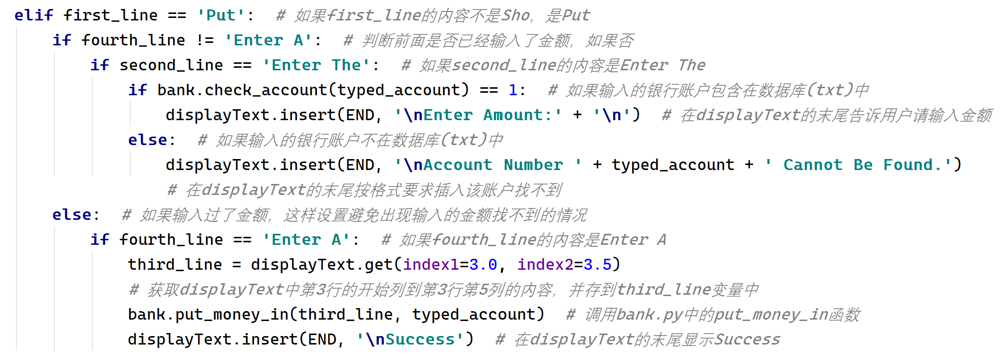 elif first_line == 'Put':  # 如果first_line的内容不是Sho，是Put
    if fourth_line != 'Enter A':  # 判断前面是否已经输入了金额，如果否
        if second_line == 'Enter The':  # 如果second_line的内容是Enter The
            if bank.check_account(typed_account) == 1:  # 如果输入的银行账户包含在数据库(txt)中
                displayText.insert(END, '\nEnter Amount:' + '\n')  # 在displayText的末尾告诉用户请输入金额
            else:  # 如果输入的银行账户不在数据库(txt)中
                displayText.insert(END, '\nAccount Number ' + typed_account + ' Cannot Be Found.')
                # 在displayText的末尾按格式要求插入该账户找不到
    else:  # 如果输入过了金额，这样设置避免出现输入的金额找不到的情况
        if fourth_line == 'Enter A':  # 如果fourth_line的内容是Enter A
            third_line = displayText.get(index1=3.0, index2=3.5)
            # 获取displayText中第3行的开始列到第3行第5列的内容，并存到third_line变量中
            bank.put_money_in(third_line, typed_account)  # 调用bank.py中的put_money_in函数
            displayText.insert(END, '\nSuccess')  # 在displayText的末尾显示Success